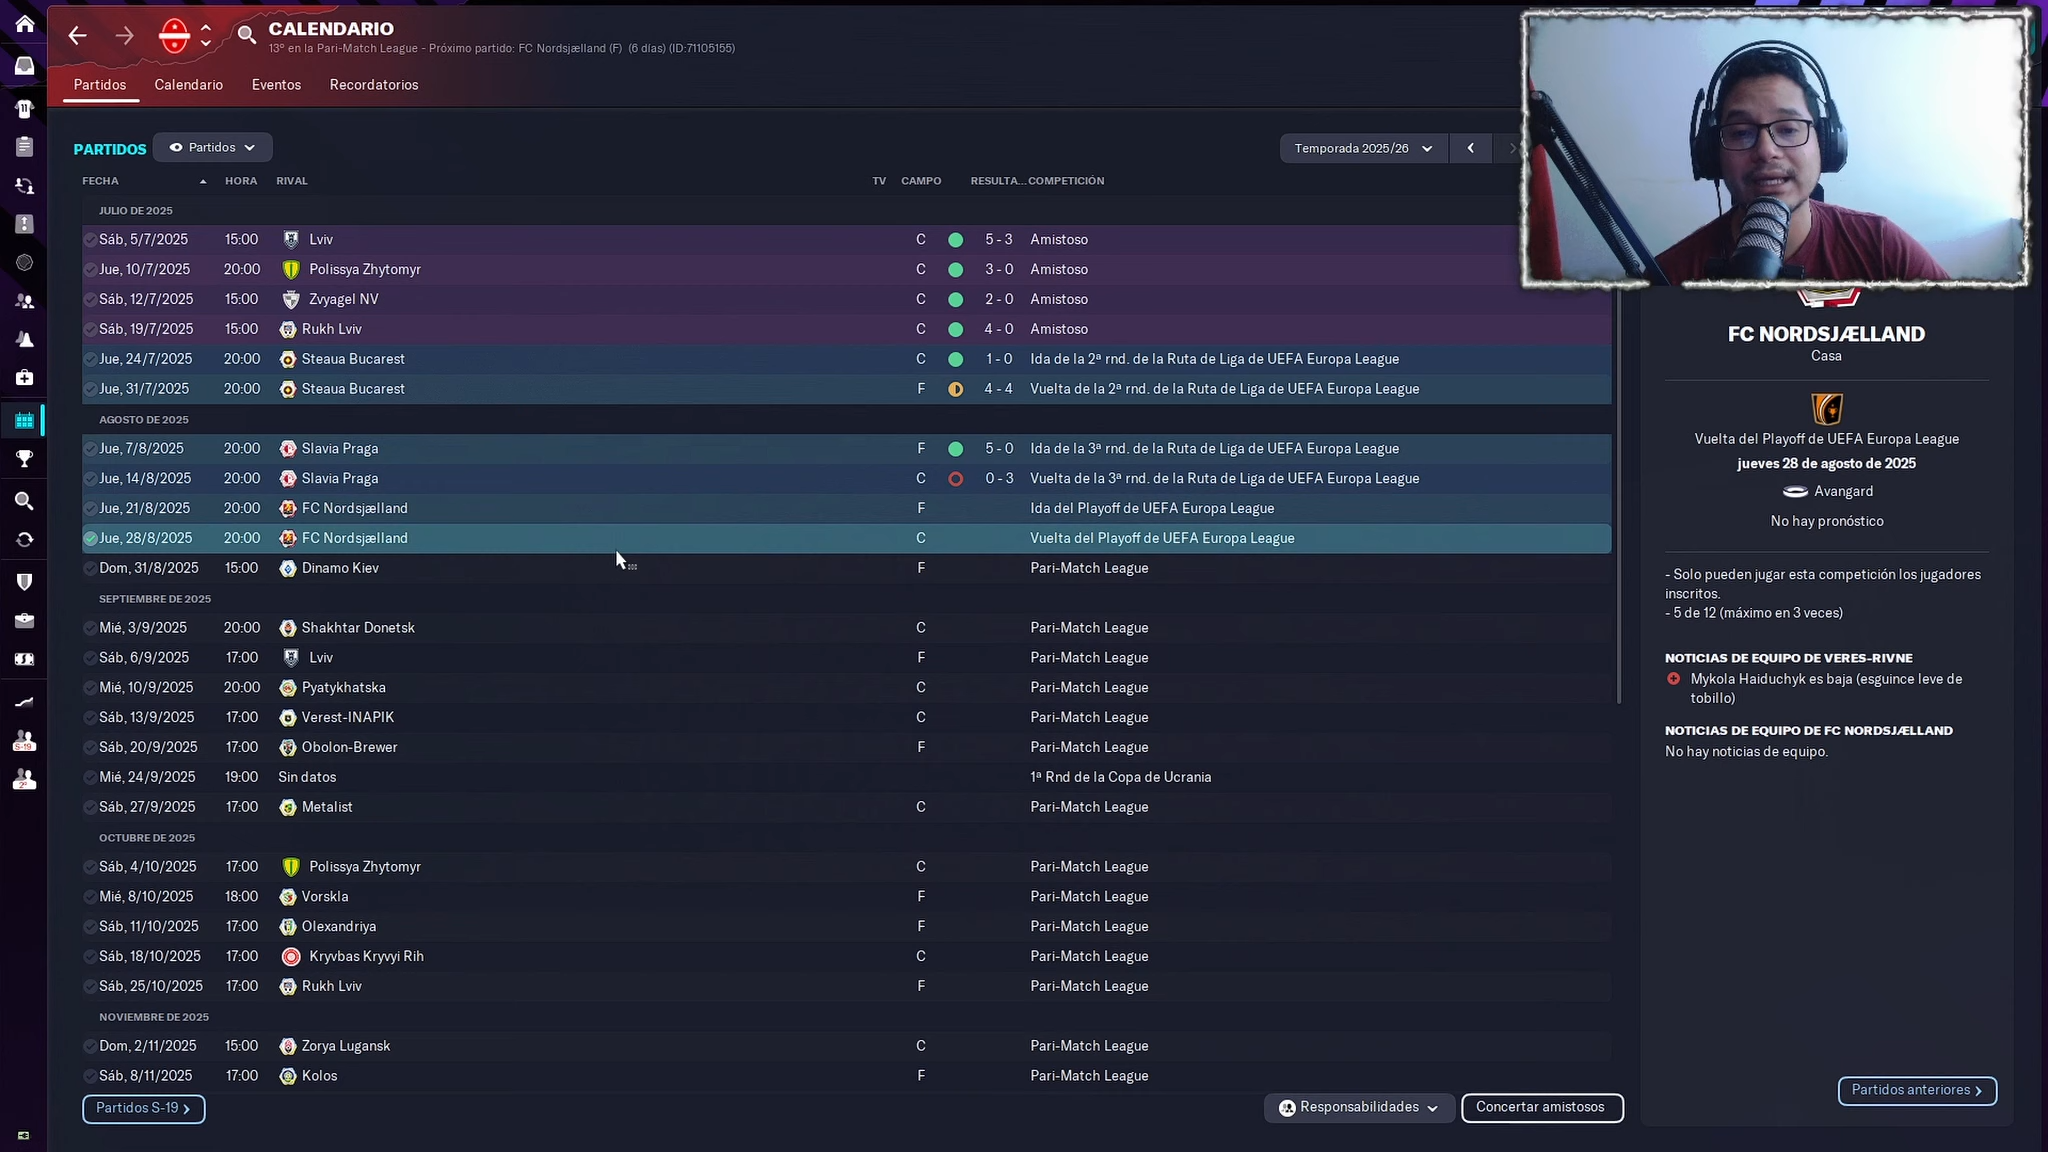 CALENDARIO
13º en la Pari-Match League - Próximo partido: FC Nordsjælland (F) (6 días) (ID:71105155)
Partidos Calendario Eventos Recordatorios
PARTIDOS Partidos Temporada 2025/26
FECHA HORA RIVAL TV CAMPO RESULTA... COMPETICIÓN
JULIO DE 2025
Sáb, 5/7/2025 15:00 Lviv C 5 - 3 Amistoso
Jue, 10/7/2025 20:00 Polissya Zhytomyr C 3 - 0 Amistoso
Sáb, 12/7/2025 15:00 Zvyagel NV C 2 - 0 Amistoso
Sáb, 19/7/2025 15:00 Rukh Lviv C 4 - 0 Amistoso
Jue, 24/7/2025 20:00 Steaua Bucarest C 1 - 0 Ida de la 2ª rnd. de la Ruta de Liga de UEFA Europa League
Jue, 31/7/2025 20:00 Steaua Bucarest F 4 - 4 Vuelta de la 2ª rnd. de la Ruta de Liga de UEFA Europa League
AGOSTO DE 2025
Jue, 7/8/2025 20:00 Slavia Praga F 5 - 0 Ida de la 3ª rnd. de la Ruta de Liga de UEFA Europa League
Jue, 14/8/2025 20:00 Slavia Praga C 0 - 3 Vuelta de la 3ª rnd. de la Ruta de Liga de UEFA Europa League
Jue, 21/8/2025 20:00 FC Nordsjælland F Ida del Playoff de UEFA Europa League
Jue, 28/8/2025 20:00 FC Nordsjælland C Vuelta del Playoff de UEFA Europa League
Dom, 31/8/2025 15:00 Dinamo Kiev F Pari-Match League
SEPTIEMBRE DE 2025
Mié, 3/9/2025 20:00 Shakhtar Donetsk C Pari-Match League
Sáb, 6/9/2025 17:00 Lviv F Pari-Match League
Mié, 10/9/2025 20:00 Pyatykhatska C Pari-Match League
Sáb, 13/9/2025 17:00 Verest-INAPIK C Pari-Match League
Sáb, 20/9/2025 17:00 Obolon-Brewer F Pari-Match League
Mié, 24/9/2025 19:00 Sin datos 1ª Rnd de la Copa de Ucrania
Sáb, 27/9/2025 17:00 Metalist C Pari-Match League
OCTUBRE DE 2025
Sáb, 4/10/2025 17:00 Polissya Zhytomyr C Pari-Match League
Mié, 8/10/2025 18:00 Vorskla F Pari-Match League
Sáb, 11/10/2025 17:00 Olexandriya F Pari-Match League
Sáb, 18/10/2025 17:00 Kryvbas Kryvyi Rih C Pari-Match League
Sáb, 25/10/2025 17:00 Rukh Lviv F Pari-Match League
NOVIEMBRE DE 2025
Dom, 2/11/2025 15:00 Zorya Lugansk C Pari-Match League
Sáb, 8/11/2025 17:00 Kolos F Pari-Match League
Partidos S-19 Responsabilidades Concertar amistosos
FC NORDSJÆLLAND
Casa
Vuelta del Playoff de UEFA Europa League
jueves 28 de agosto de 2025
Avangard
No hay pronóstico
- Solo pueden jugar esta competición los jugadores
inscritos.
- 5 de 12 (máximo en 3 veces)
NOTICIAS DE EQUIPO DE VERES-RIVNE
Mykola Haiduchyk es baja (esguince leve de
tobillo)
NOTICIAS DE EQUIPO DE FC NORDSJÆLLAND
No hay noticias de equipo.
Partidos anteriores
S-19
2º